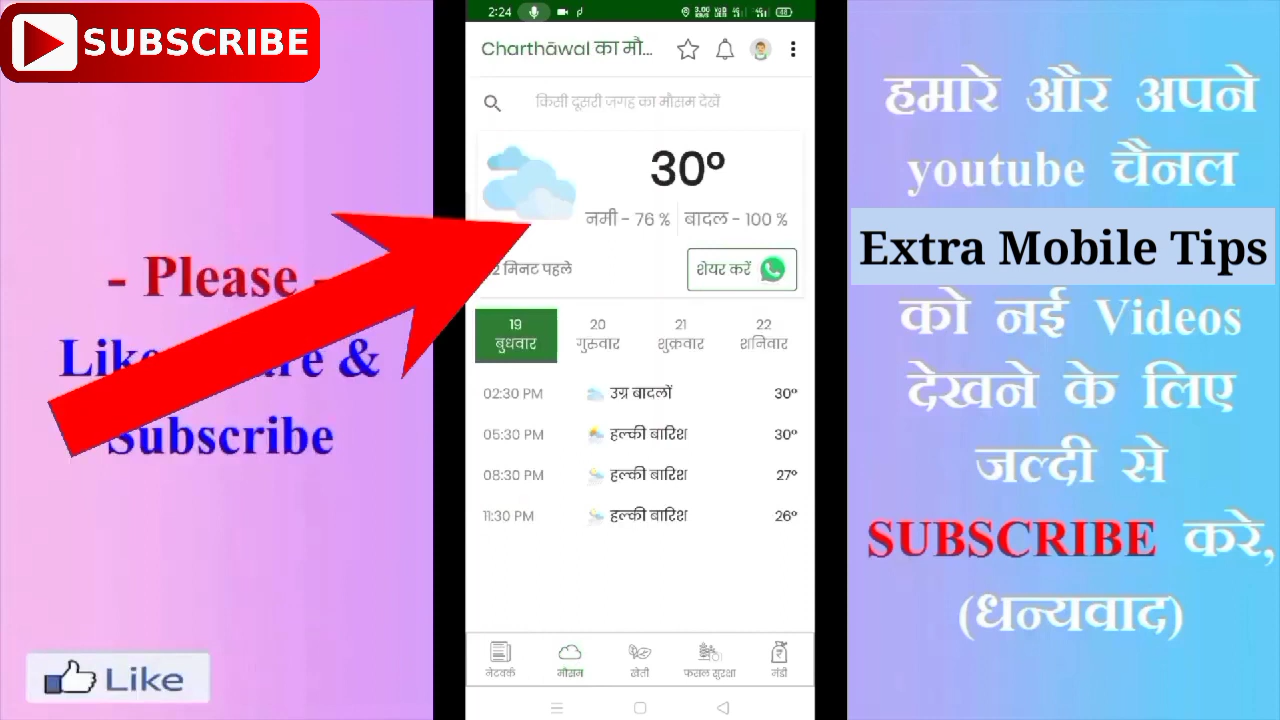 SUBSCRIBE
- Please -
Like
&
Subscribe
Like
2:24
3.00
48
Charthāwal का मौ...
किसी दूसरी जगह का मौसम देखें
30°
नमी - 76 %
बादल - 100 %
मिनट पहले
शेयर करें
19
बुधवार
20
गुरुवार
21
शुक्रवार
22
शनिवार
02:30 PM उग्र बादलों 30°
05:30 PM हल्की बारिश 30°
08:30 PM हल्की बारिश 27°
11:30 PM हल्की बारिश 26°
नेटवर्क
मौसम
खेती
फसल सुरक्षा
मंडी
हमारे और अपने
youtube चैनल
Extra Mobile Tips
को नई Videos
देखने के लिए
जल्दी से
SUBSCRIBE करे,
(धन्यवाद)